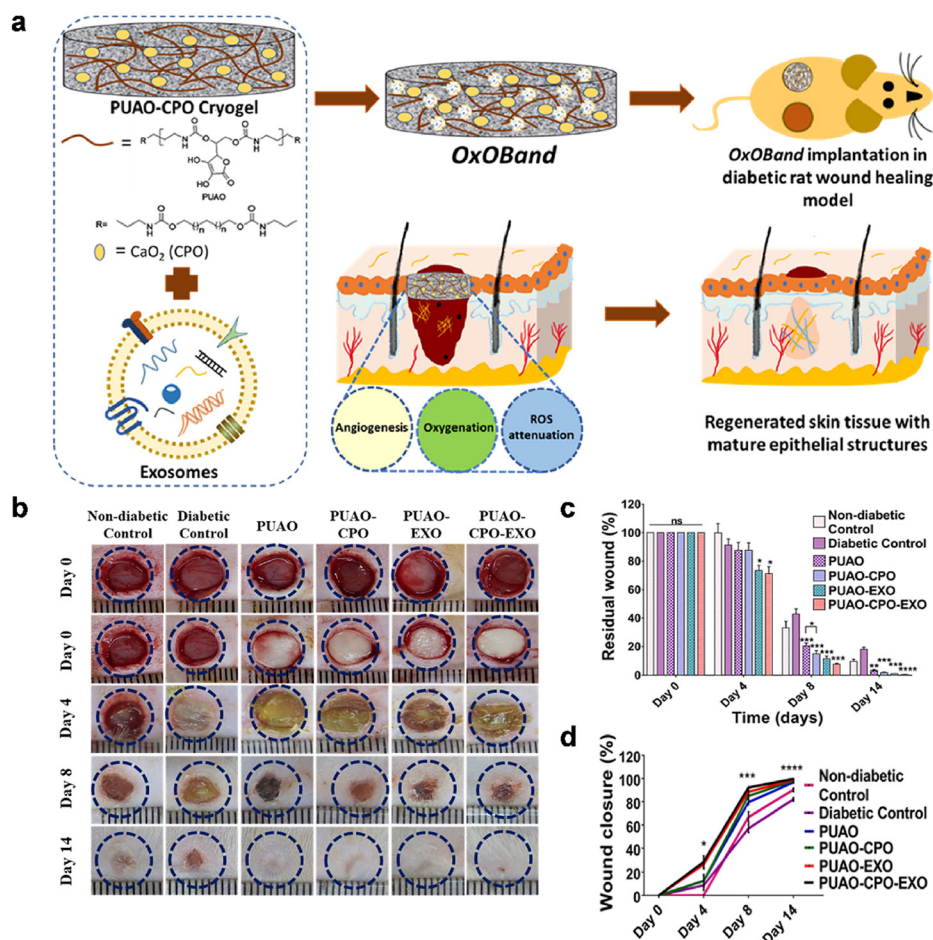 a
PUAO-CPO Cryogel
PUAO
R=
= CaO2 (CPO)
Exosomes
OxOBand
OxOBand implantation in
diabetic rat wound healing
model
Angiogenesis
Oxygenation
ROS
attenuation
Regenerated skin tissue with
mature epithelial structures
b
Non-diabetic
Control
Diabetic
Control
PUAO
PUAO-
CPO
PUAO-
EXO
PUAO-
CPO-EXO
Day 0
Day 0
Day 4
Day 8
Day 14
c
Residual wound (%)
120
100
80
60
40
20
0
ns
Non-diabetic
Control
Diabetic Control
PUAO
PUAO-CPO
PUAO-EXO
PUAO-CPO-EXO
Day 0
Day 4
Day 8
Day 14
Time (days)
d
Wound closure (%)
120
100
80
60
40
20
0
* *** ****
Non-diabetic
Control
Diabetic Control
PUAO
PUAO-CPO
PUAO-EXO
PUAO-CPO-EXO
Day 0
Day 4
Day 8
Day 14